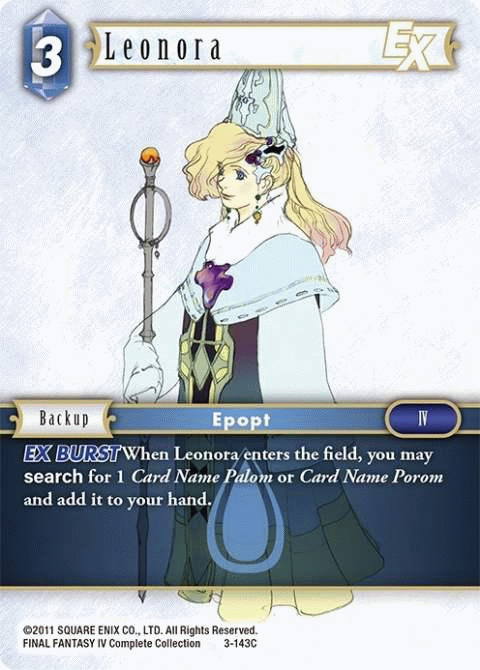 3
Leonora
EX
Backup
Epopt
IV
EX BURST When Leonora enters the field, you may
search for 1 Card Name Palom or Card Name Porom
and add it to your hand.
©2011 SQUARE ENIX CO., LTD. All Rights Reserved.
FINAL FANTASY IV Complete Collection 3-143C